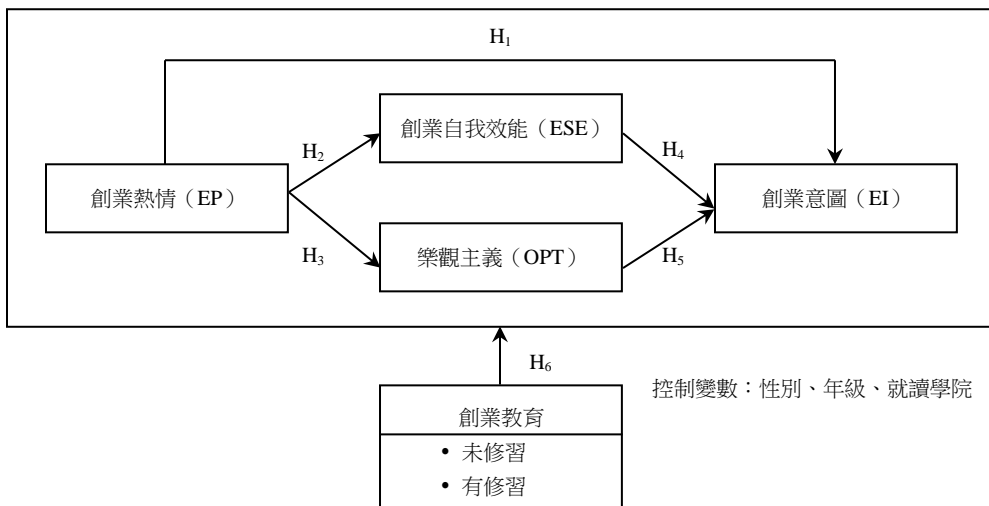 H₁
創業自我效能（ESE）
H₂
H₄
創業熱情（EP）
創業意圖（EI）
H₃
樂觀主義（OPT）
H₅
H₆
控制變數：性別、年級、就讀學院
創業教育
• 未修習
• 有修習